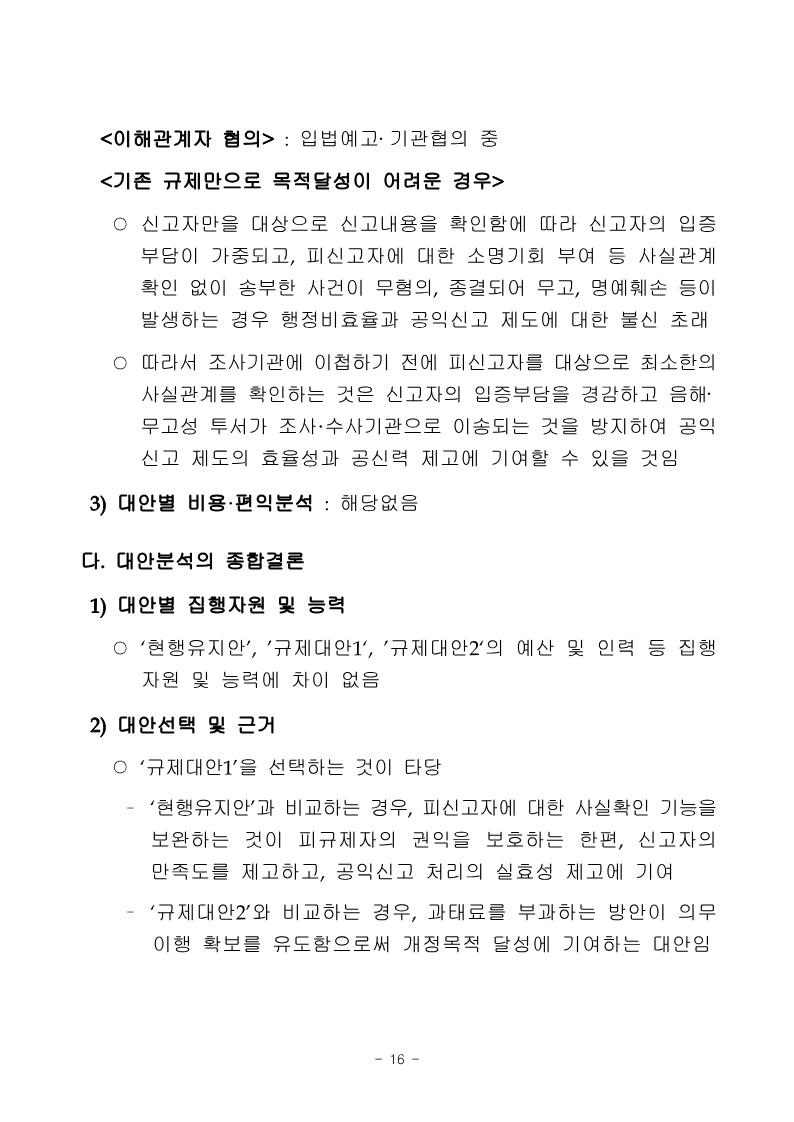 <이해관계자 협의> : 입법예고·기관협의 중
<기존 규제만으로 목적달성이 어려운 경우>
○ 신고자만을 대상으로 신고내용을 확인함에 따라 신고자의 입증
부담이 가중되고, 피신고자에 대한 소명기회 부여 등 사실관계
확인 없이 송부한 사건이 무혐의, 종결되어 무고, 명예훼손 등이
발생하는 경우 행정비효율과 공익신고 제도에 대한 불신 초래
○ 따라서 조사기관에 이첩하기 전에 피신고자를 대상으로 최소한의
사실관계를 확인하는 것은 신고자의 입증부담을 경감하고 음해·
무고성 투서가 조사·수사기관으로 이송되는 것을 방지하여 공익
신고 제도의 효율성과 공신력 제고에 기여할 수 있을 것임
3) 대안별 비용·편익분석 : 해당없음
다. 대안분석의 종합결론
1) 대안별 집행자원 및 능력
○ ‘현행유지안’, ’규제대안1‘, ’규제대안2‘의 예산 및 인력 등 집행
자원 및 능력에 차이 없음
2) 대안선택 및 근거
○ ‘규제대안1’을 선택하는 것이 타당
- ‘현행유지안’과 비교하는 경우, 피신고자에 대한 사실확인 기능을
보완하는 것이 피규제자의 권익을 보호하는 한편, 신고자의
만족도를 제고하고, 공익신고 처리의 실효성 제고에 기여
- ‘규제대안2’와 비교하는 경우, 과태료를 부과하는 방안이 의무
이행 확보를 유도함으로써 개정목적 달성에 기여하는 대안임
- 16 -